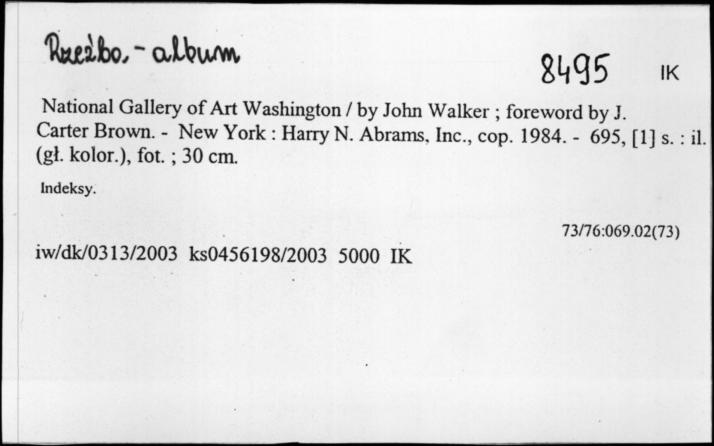 Rzeźba - album
8495 IK
National Gallery of Art Washington / by John Walker ; foreword by J.
Carter Brown. - New York : Harry N. Abrams, Inc., cop. 1984. - 695, [1] s. : il.
(gł. kolor.), fot. ; 30 cm.
Indeksy.
73/76:069.02(73)
iw/dk/0313/2003 ks0456198/2003 5000 IK